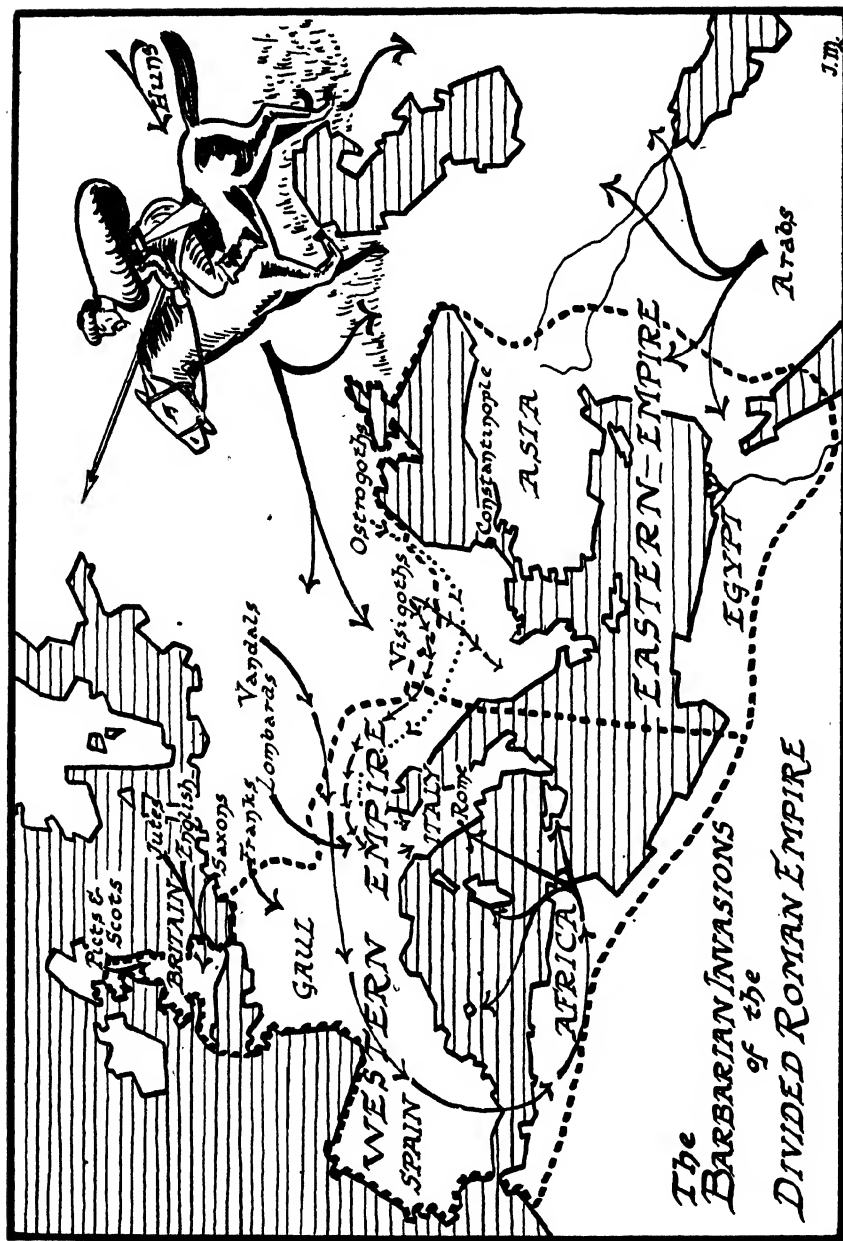 Huns
Picts &
Scots
Jutes
English
Saxons
BRITAIN
Franks
Vandals
Lombards
GAUL
Ostrogoths
Visigoths
WESTERN EMPIRE
SPAIN
ITALY
Rome
Constantinople
ASIA
AFRICA
EASTERN=EMPIRE
EGYPT
Arabs
The
BARBARIAN INVASIONS
of the
DIVIDED ROMAN EMPIRE
J.M.